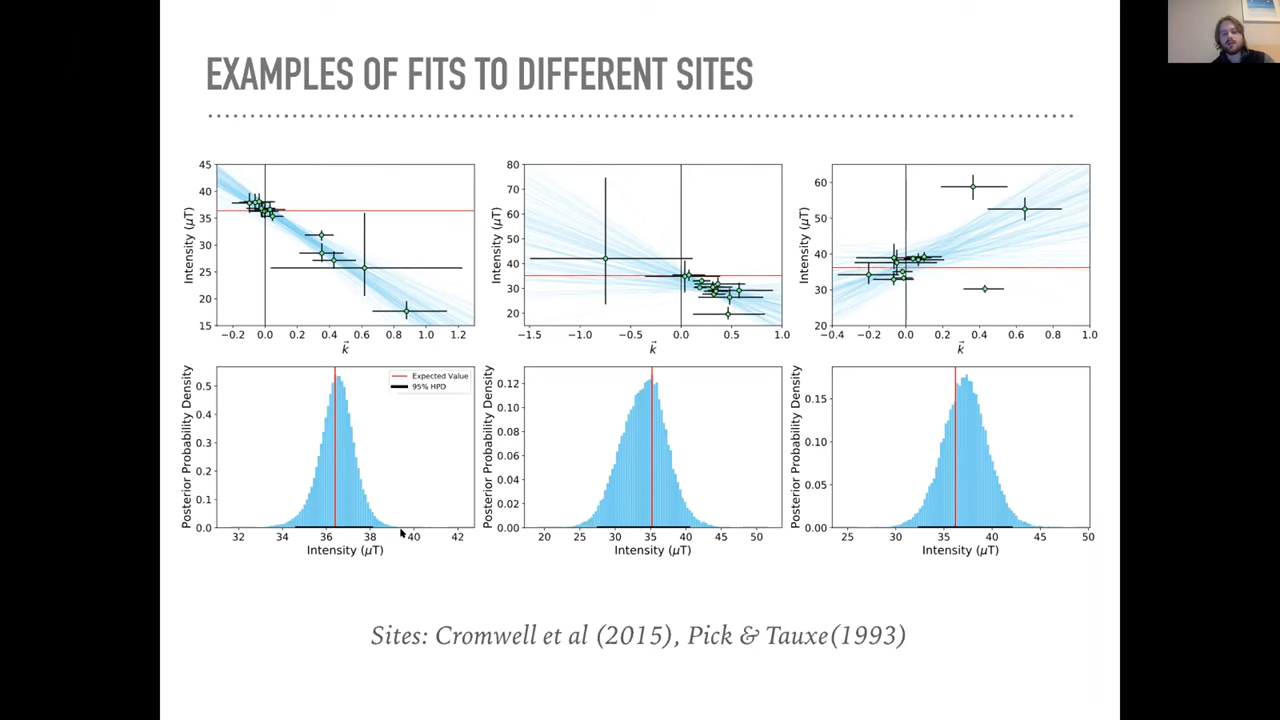 EXAMPLES OF FITS TO DIFFERENT SITES
Intensity (μT)
45
40
35
30
25
20
15
−0.2 0.0 0.2 0.4 0.6 0.8 1.0 1.2
k⃗
Intensity (μT)
80
70
60
50
40
30
20
−1.5 −1.0 −0.5 0.0 0.5 1.0
k⃗
Intensity (μT)
60
50
40
30
20
−0.4 −0.2 0.0 0.2 0.4 0.6 0.8 1.0
k⃗
Posterior Probability Density
0.5
0.4
0.3
0.2
0.1
0.0
Expected Value
95% HPD
32 34 36 38 40 42
Intensity (μT)
Posterior Probability Density
0.12
0.10
0.08
0.06
0.04
0.02
0.00
20 25 30 35 40 45 50
Intensity (μT)
Posterior Probability Density
0.15
0.10
0.05
0.00
25 30 35 40 45 50
Intensity (μT)
Sites: Cromwell et al (2015), Pick & Tauxe(1993)